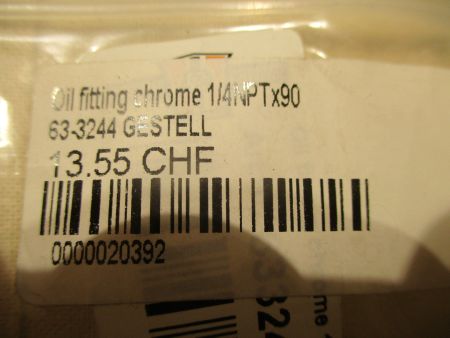 Oil fitting chrome 1/4NPTx90
63-3244 GESTELL
13.55 CHF
0000020392